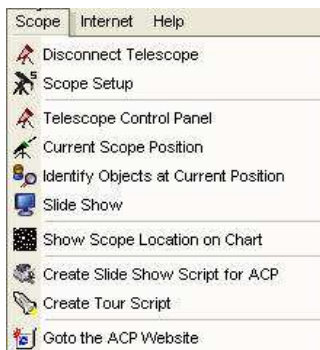 Scope Internet Help
Disconnect Telescope
Scope Setup
Telescope Control Panel
Current Scope Position
Identify Objects at Current Position
Slide Show
Show Scope Location on Chart
Create Slide Show Script for ACP
Create Tour Script
Goto the ACP Website